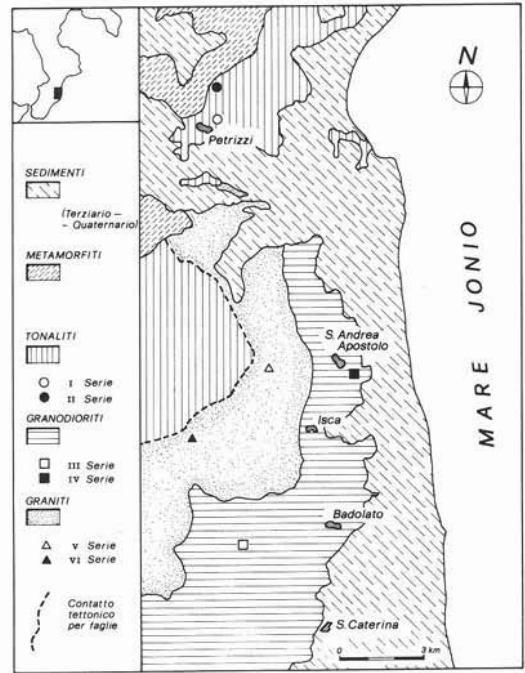 SEDIMENTI
(Terziario -
- Quaternario)
METAMORFITI
TONALITI
I Serie
II Serie
GRANODIORITI
III Serie
IV Serie
GRANITI
V Serie
VI Serie
Contatto
tettonico
per faglie
N
Petrizzi
S. Andrea
Apostolo
Isca
Badolato
S. Caterina
0 3 km
MARE JONIO